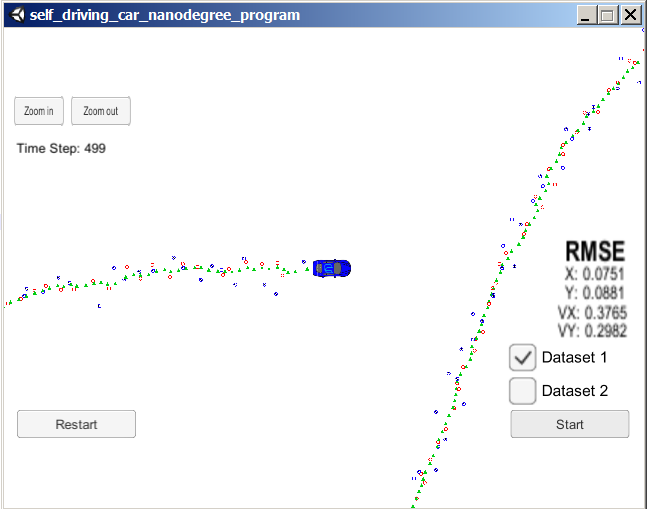 self_driving_car_nanodegree_program
Zoom in
Zoom out
Time Step: 499
RMSE
X: 0.0751
Y: 0.0881
VX: 0.3765
VY: 0.2982
Dataset 1
Dataset 2
Restart
Start